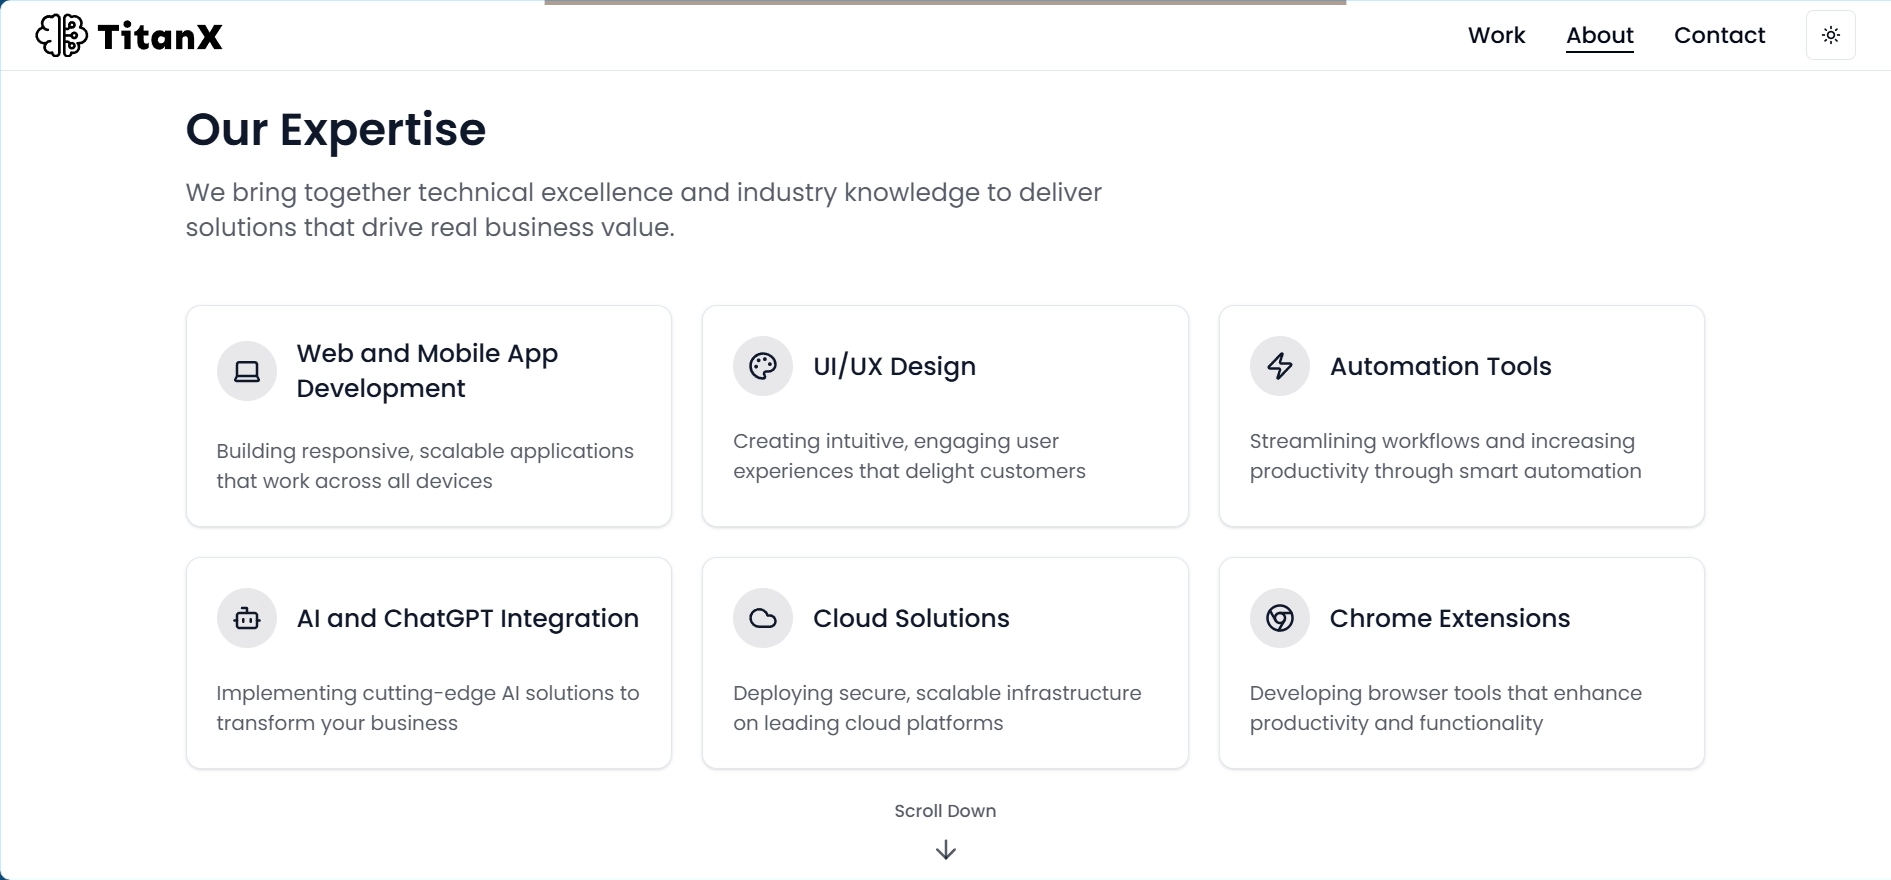 TitanX
Work
About
Contact
Our Expertise
We bring together technical excellence and industry knowledge to deliver
solutions that drive real business value.
Web and Mobile App
Development
Building responsive, scalable applications
that work across all devices
UI/UX Design
Creating intuitive, engaging user
experiences that delight customers
Automation Tools
Streamlining workflows and increasing
productivity through smart automation
AI and ChatGPT Integration
Implementing cutting-edge AI solutions to
transform your business
Cloud Solutions
Deploying secure, scalable infrastructure
on leading cloud platforms
Chrome Extensions
Developing browser tools that enhance
productivity and functionality
Scroll Down